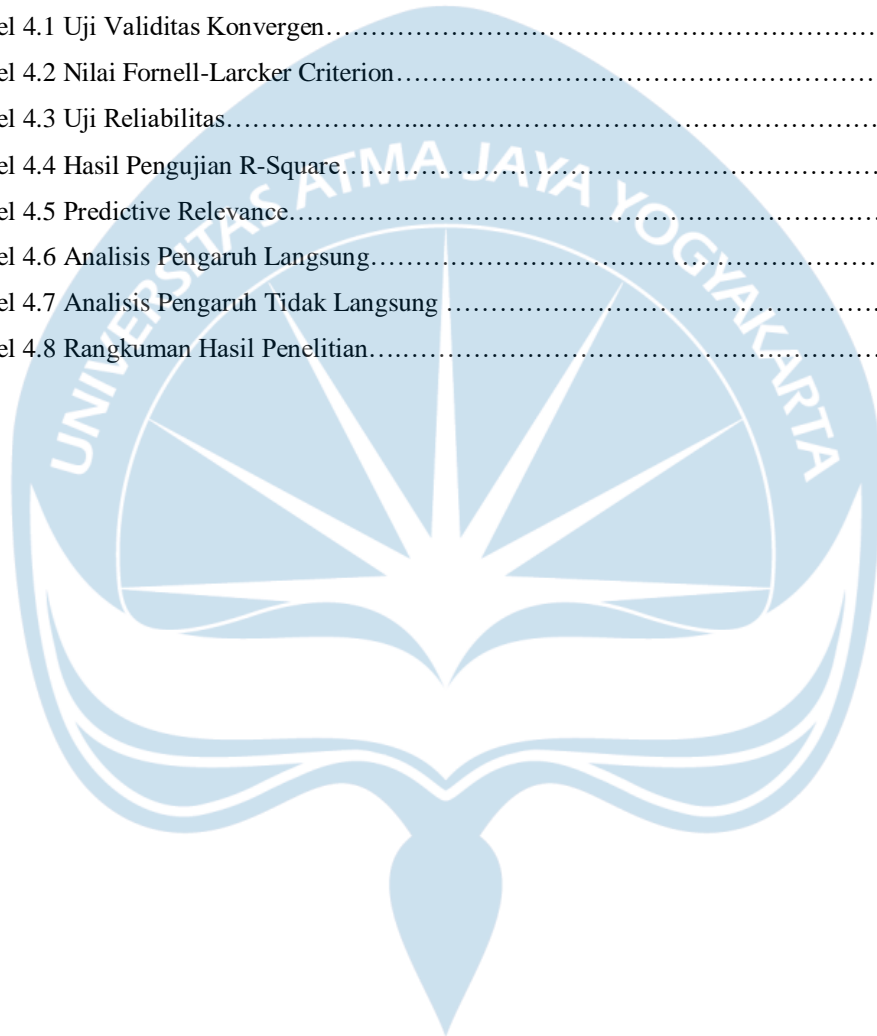 el 4.1 Uji Validitas Konvergen……………………………………………………………
el 4.2 Nilai Fornell-Larcker Criterion……………………………………………………
el 4.3 Uji Reliabilitas…………………...……………………………………………………
el 4.4 Hasil Pengujian R-Square…………………………………………………………
el 4.5 Predictive Relevance………………………………………………………………
el 4.6 Analisis Pengaruh Langsung………………………………………………………
el 4.7 Analisis Pengaruh Tidak Langsung ………………………………………………
el 4.8 Rangkuman Hasil Penelitian…..……………………………………………………
UNIVERSITAS ATMA JAYA YOGYAKARTA